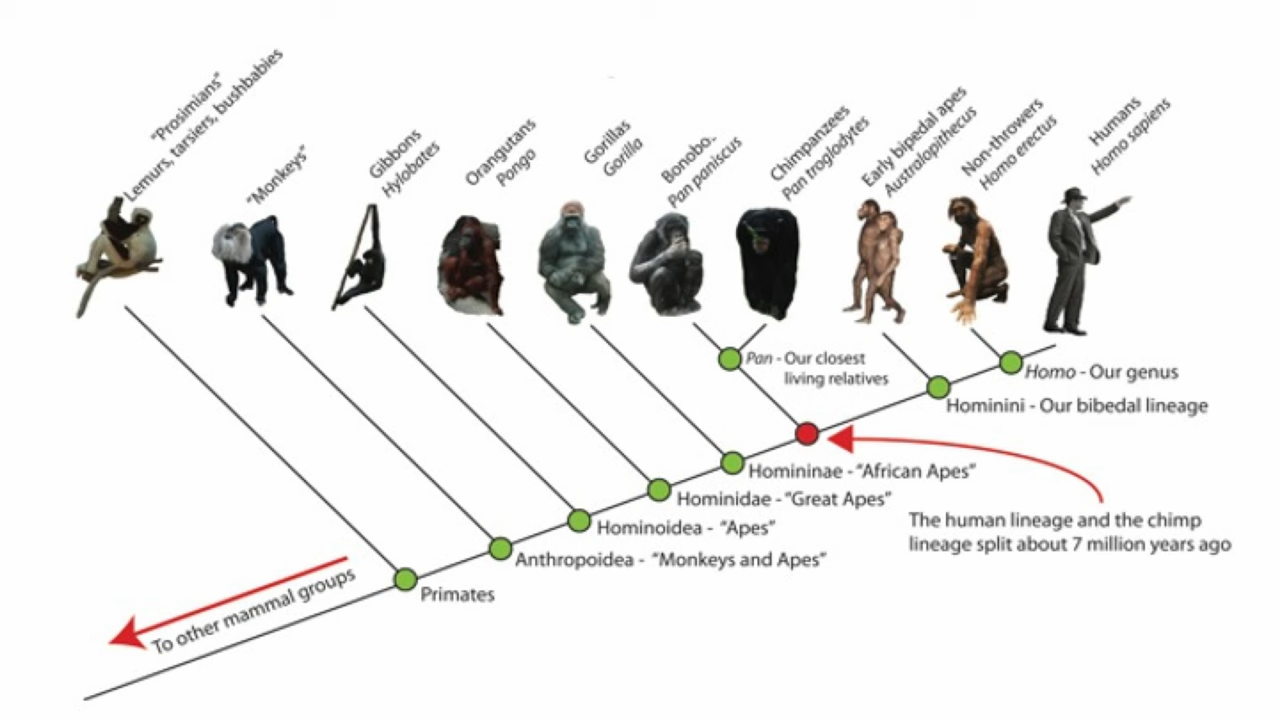 "Prosimians"
Lemurs, tarsiers, bushbabies
"Monkeys"
Gibbons
Hylobates
Orangutans
Pongo
Gorillas
Gorilla
Bonobo
Pan paniscus
Chimpanzees
Pan troglodytes
Early bipedal apes
Australopithecus
Non-throwers
Homo erectus
Humans
Homo sapiens
Pan - Our closest
living relatives
Homo - Our genus
Hominini - Our bibedal lineage
Homininae - "African Apes"
Hominidae - "Great Apes"
Hominoidea - "Apes"
Anthropoidea - "Monkeys and Apes"
Primates
The human lineage and the chimp
lineage split about 7 million years ago
To other mammal groups